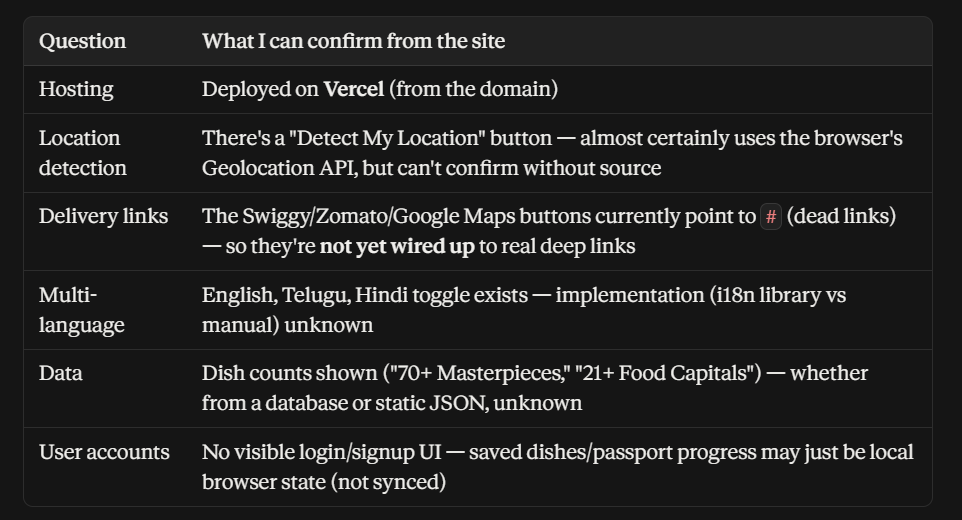 Question What I can confirm from the site
Hosting Deployed on Vercel (from the domain)
Location detection There's a "Detect My Location" button — almost certainly uses the browser's
Geolocation API, but can't confirm without source
Delivery links The Swiggy/Zomato/Google Maps buttons currently point to # (dead links)
— so they're not yet wired up to real deep links
Multi-language English, Telugu, Hindi toggle exists — implementation (i18n library vs
manual) unknown
Data Dish counts shown ("70+ Masterpieces," "21+ Food Capitals") — whether
from a database or static JSON, unknown
User accounts No visible login/signup UI — saved dishes/passport progress may just be local
browser state (not synced)